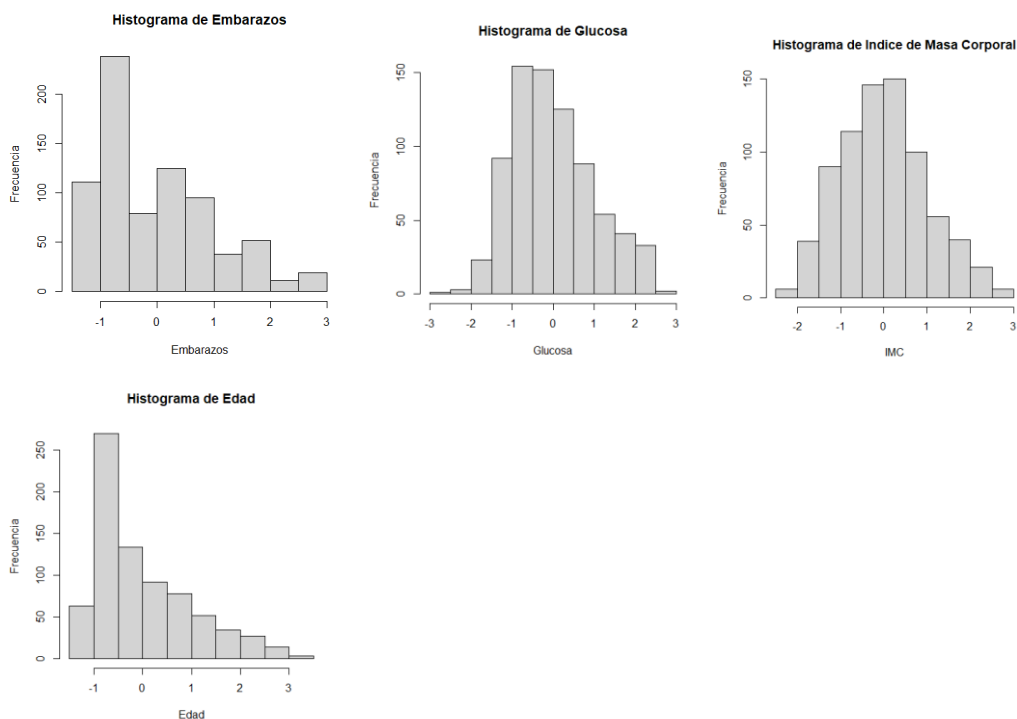 Histograma de Embarazos
Frecuencia
200
150
100
50
0
-1 0 1 2 3
Embarazos
Histograma de Glucosa
Frecuencia
150
100
50
0
-3 -2 -1 0 1 2 3
Glucosa
Histograma de Indice de Masa Corporal
Frecuencia
150
100
50
0
-2 -1 0 1 2 3
IMC
Histograma de Edad
Frecuencia
250
200
150
100
50
0
-1 0 1 2 3
Edad